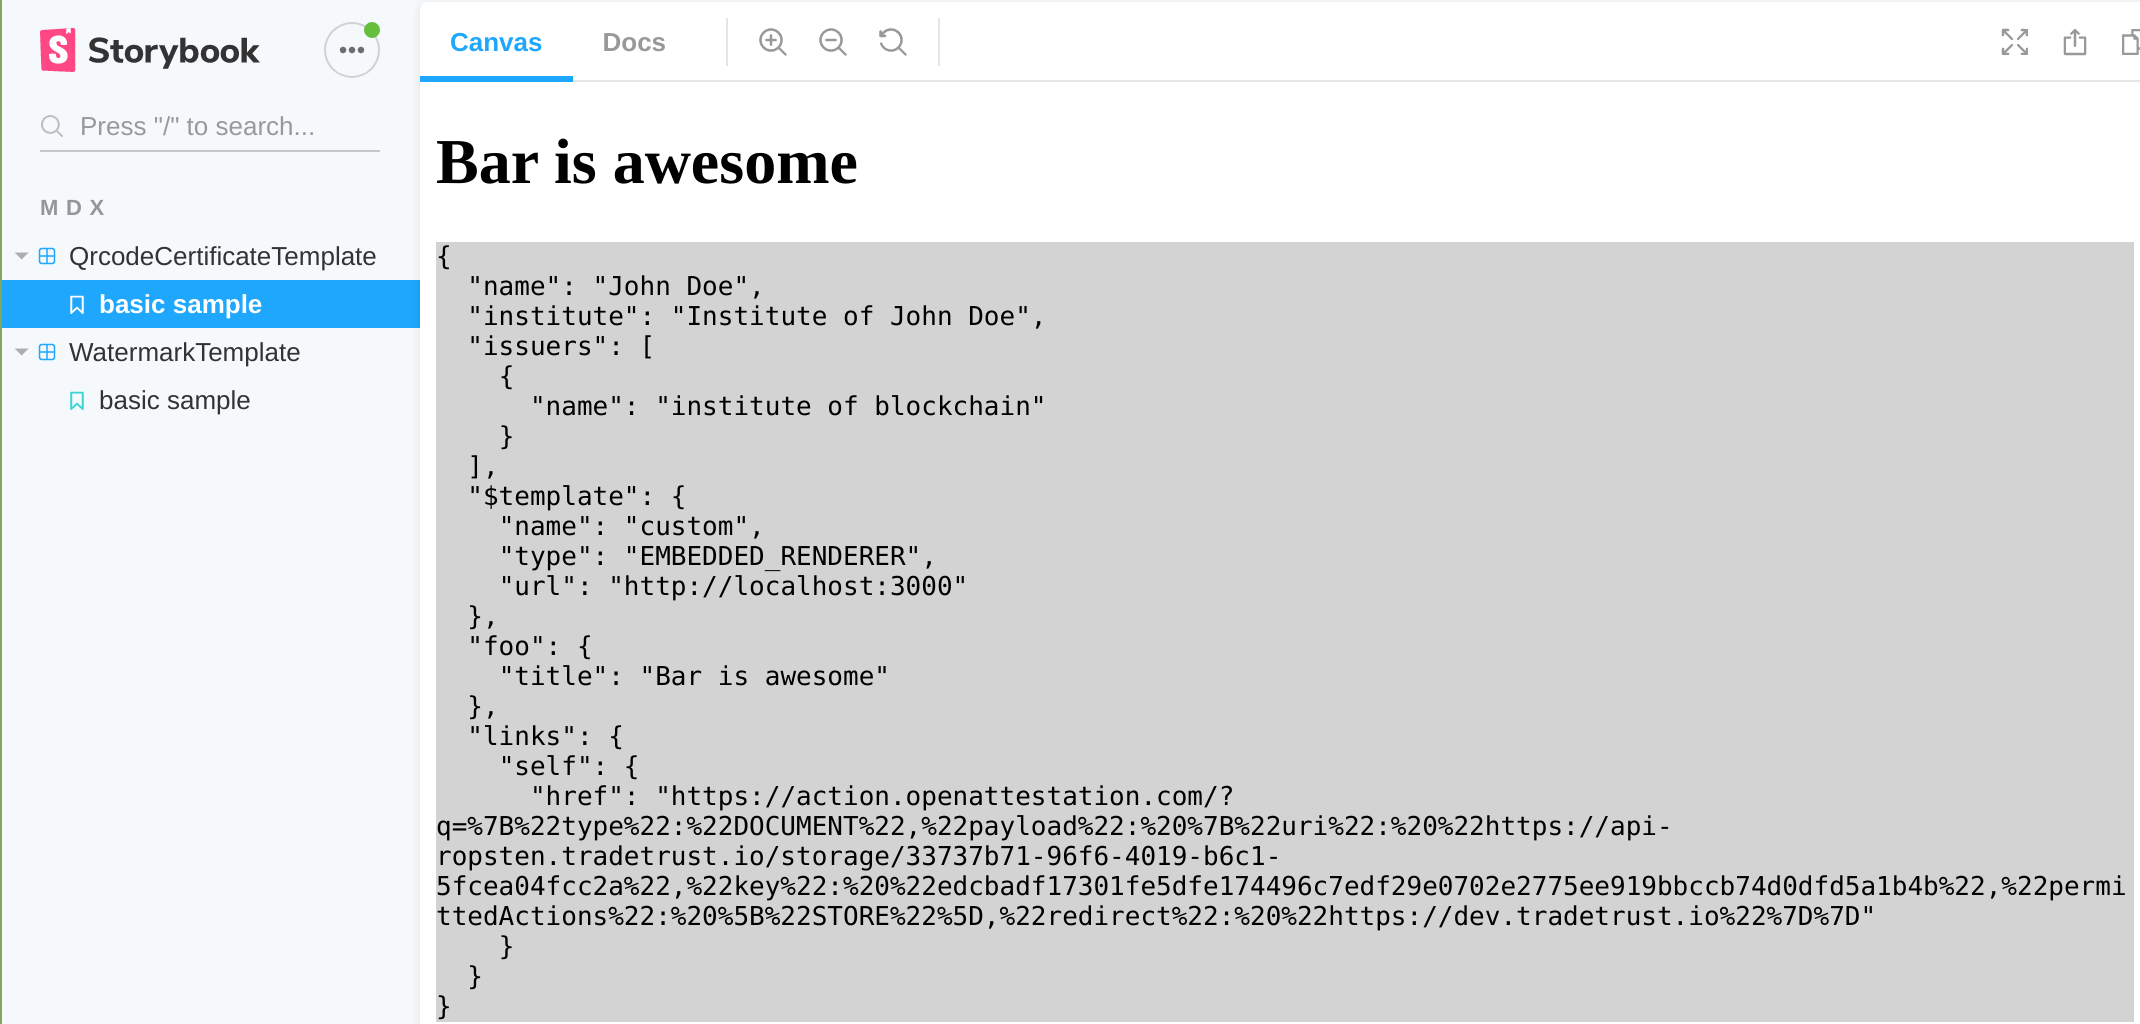 Storybook
Press "/" to search...
MDX
QrcodeCertificateTemplate
basic sample
WatermarkTemplate
basic sample
Canvas
Docs
Bar is awesome
{
  "name": "John Doe",
  "institute": "Institute of John Doe",
  "issuers": [
    {
      "name": "institute of blockchain"
    }
  ],
  "$template": {
    "name": "custom",
    "type": "EMBEDDED_RENDERER",
    "url": "http://localhost:3000"
  },
  "foo": {
    "title": "Bar is awesome"
  },
  "links": {
    "self": {
      "href": "https://action.openattestation.com/?
q=%7B%22type%22:%22DOCUMENT%22,%22payload%22:%20%7B%22uri%22:%20%22https://api-
ropsten.tradetrust.io/storage/33737b71-96f6-4019-b6c1-
5fcea04fcc2a%22,%22key%22:%20%22edcbadf17301fe5dfe174496c7edf29e0702e2775ee919bbccb74d0dfd5a1b4b%22,%22permi
ttedActions%22:%20%5B%22STORE%22%5D,%22redirect%22:%20%22https://dev.tradetrust.io%22%7D%7D"
    }
  }
}